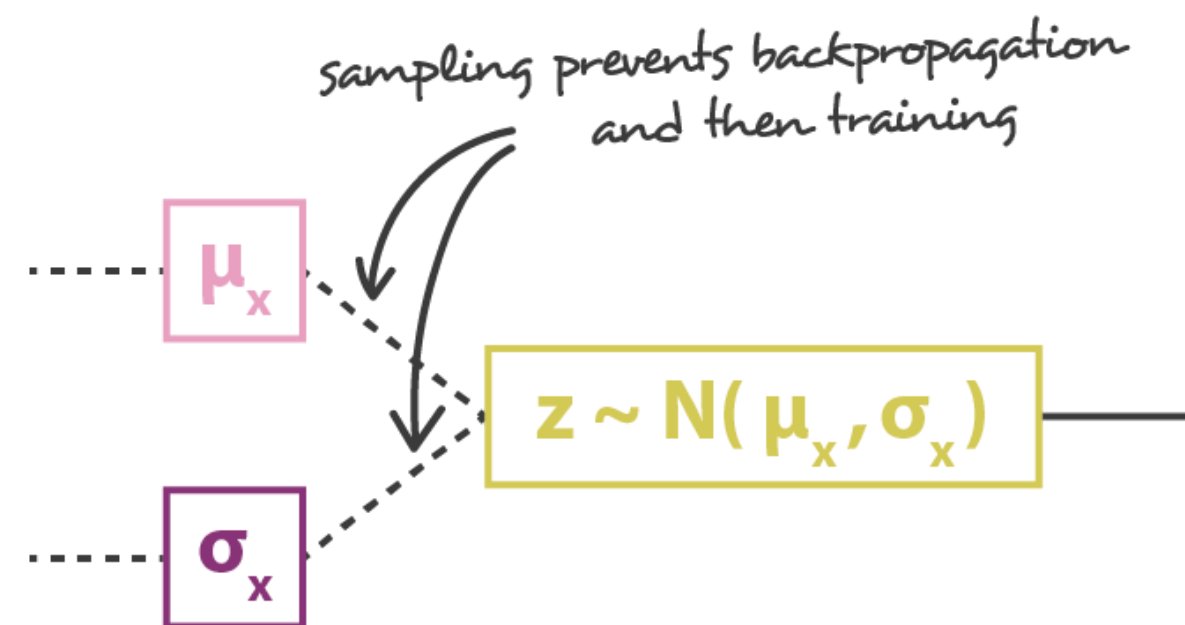 sampling prevents backpropagation
and then training
μx
z ~ N( μx , σx )
σx